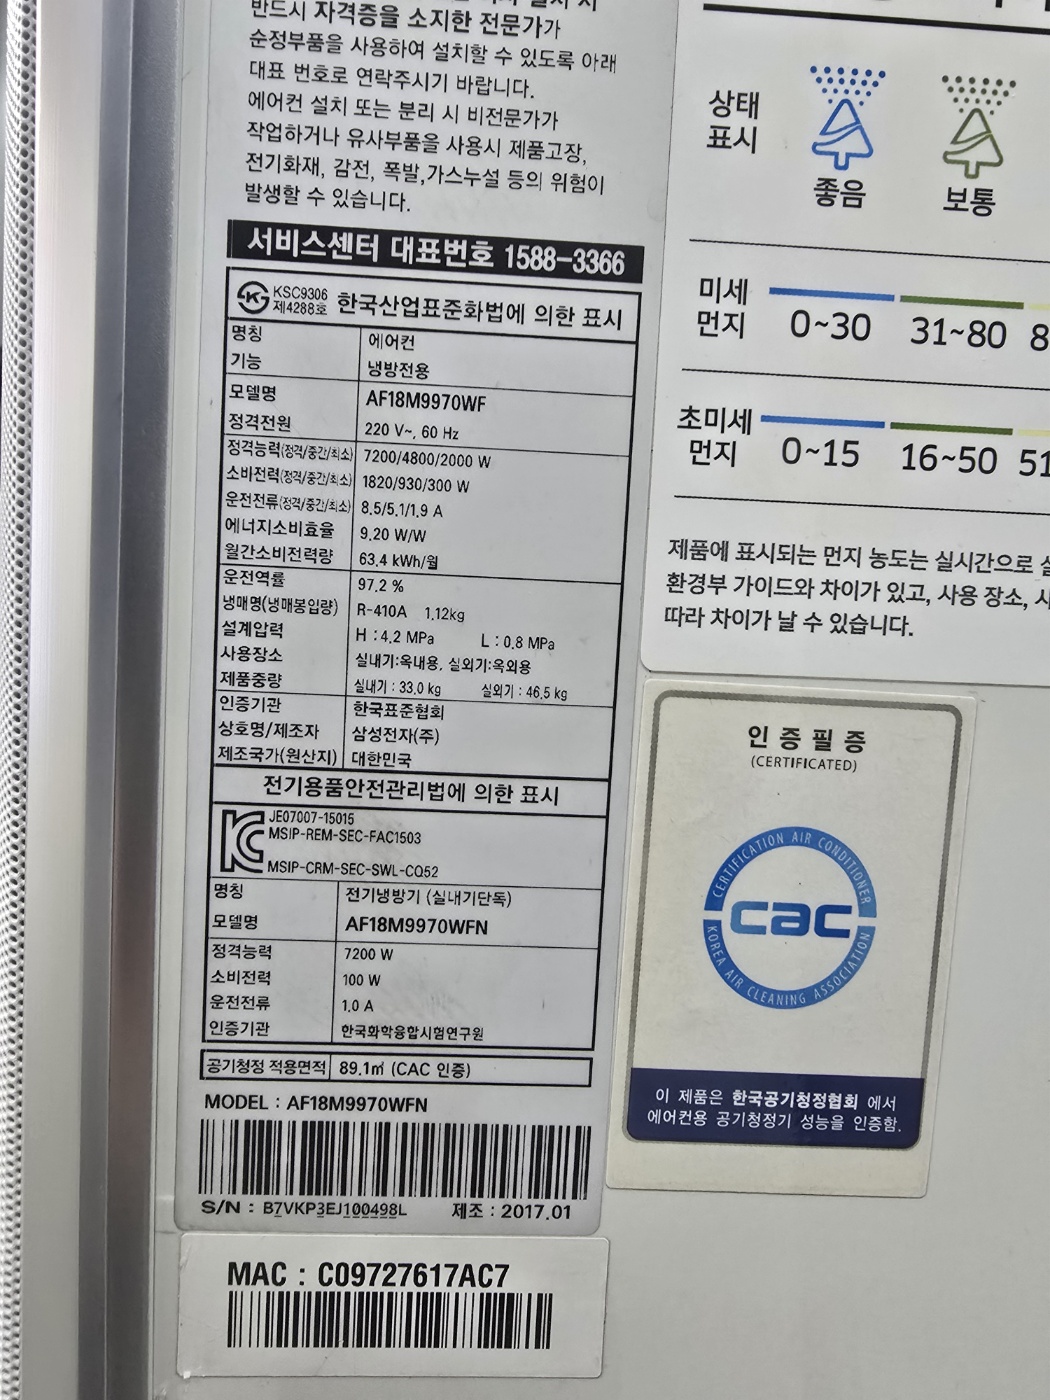 반드시 자격증을 소지한 전문가가
순정부품을 사용하여 설치할 수 있도록 아래
대표 번호로 연락주시기 바랍니다.
에어컨 설치 또는 분리 시 비전문가가
작업하거나 유사부품을 사용시 제품고장,
전기화재, 감전, 폭발,가스누설 등의 위험이
발생할 수 있습니다.
서비스센터 대표번호 1588-3366
KSC9306
제4288호
한국산업표준화법에 의한 표시
명칭 에어컨
기능 냉방전용
모델명 AF18M9970WF
정격전원 220 V~, 60 Hz
정격능력(정격/중간/최소) 7200/4800/2000 W
소비전력(정격/중간/최소) 1820/930/300 W
운전전류(정격/중간/최소) 8.5/5.1/1.9 A
에너지소비효율 9.20 W/W
월간소비전력량 63.4 kWh/월
운전역률 97.2 %
냉매명(냉매봉입량) R-410A 1.12kg
설계압력 H : 4.2 MPa L : 0.8 MPa
사용장소 실내기:옥내용, 실외기:옥외용
제품중량 실내기 : 33.0 kg 실외기 : 46.5 kg
인증기관 한국표준협회
상호명/제조자 삼성전자(주)
제조국가(원산지) 대한민국
전기용품안전관리법에 의한 표시
JE07007-15015
MSIP-REM-SEC-FAC1503
MSIP-CRM-SEC-SWL-CQ52
명칭 전기냉방기 (실내기단독)
모델명 AF18M9970WFN
정격능력 7200 W
소비전력 100 W
운전전류 1.0 A
인증기관 한국화학융합시험연구원
공기청정 적용면적 89.1㎡ (CAC 인증)
MODEL : AF18M9970WFN
S/N : B7VKP3EJ100498L 제조 : 2017.01
MAC : C09727617AC7
상태
표시
좋음 보통
미세
먼지
0~30 31~80 8
초미세
먼지
0~15 16~50 51
제품에 표시되는 먼지 농도는 실시간으로
환경부 가이드와 차이가 있고, 사용 장소,
따라 차이가 날 수 있습니다.
인증필증
(CERTIFICATED)
CERTIFICATION AIR CONDITIONER
cac
KOREA AIR CLEANING ASSOCIATION
이 제품은 한국공기청정협회 에서
에어컨용 공기청정기 성능을 인증함.